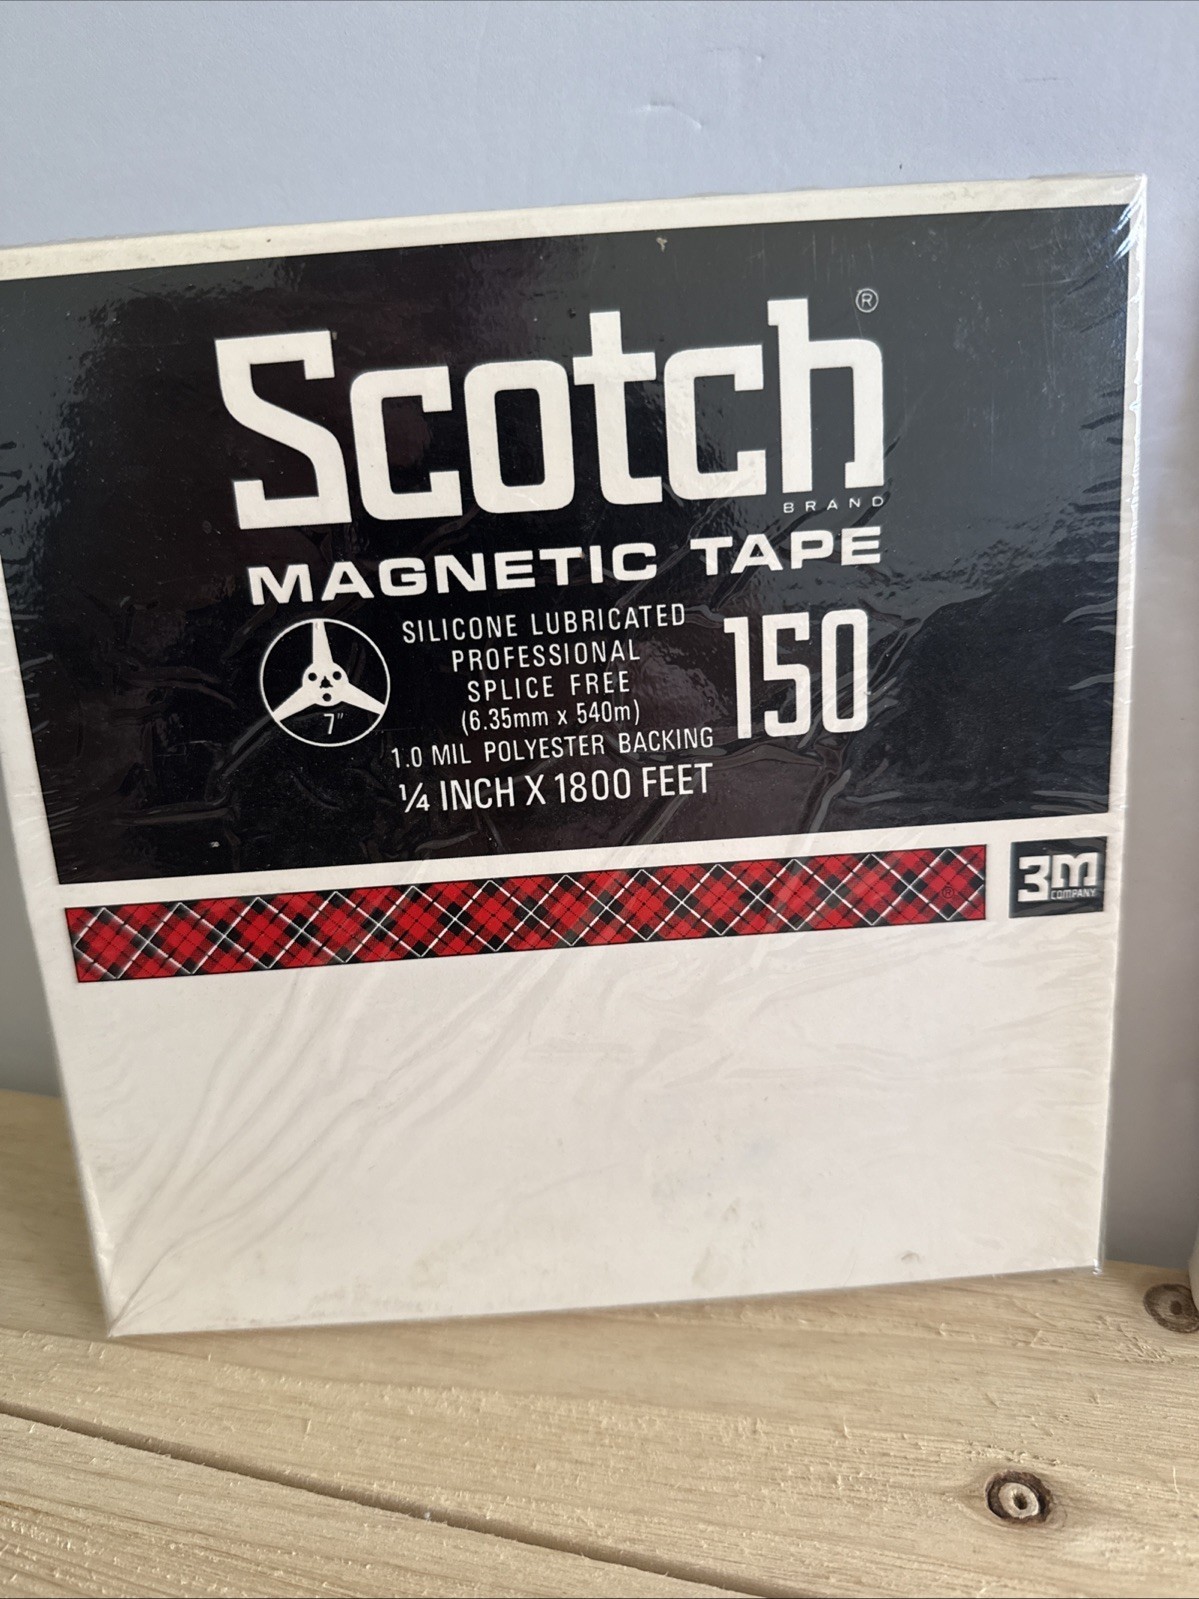 Scotch ®
BRAND
MAGNETIC TAPE
SILICONE LUBRICATED
PROFESSIONAL
SPLICE FREE
(6.35mm x 540m)
1.0 MIL POLYESTER BACKING
¼ INCH X 1800 FEET
150
7"
®
3M
COMPANY